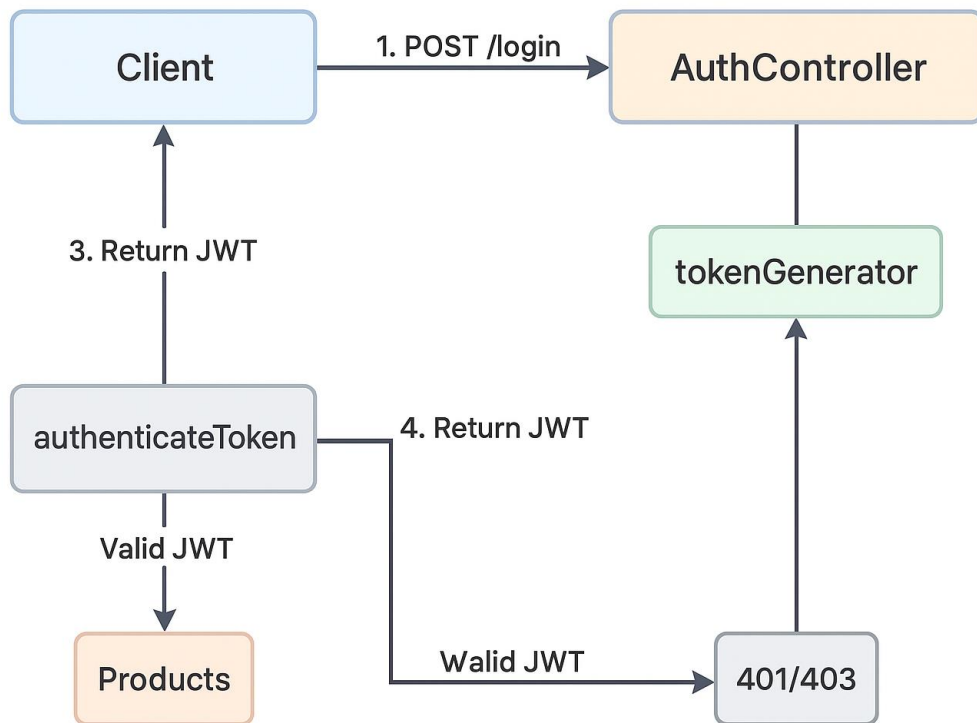 Client
1. POST /login
AuthController
3. Return JWT
tokenGenerator
authenticateToken
4. Return JWT
Valid JWT
Walid JWT
Products
401/403